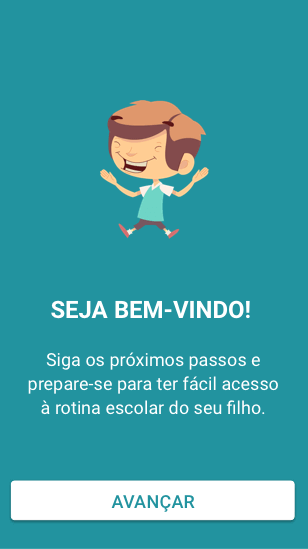 SEJA BEM-VINDO!
Siga os próximos passos e
prepare-se para ter fácil acesso
à rotina escolar do seu filho.
AVANÇAR